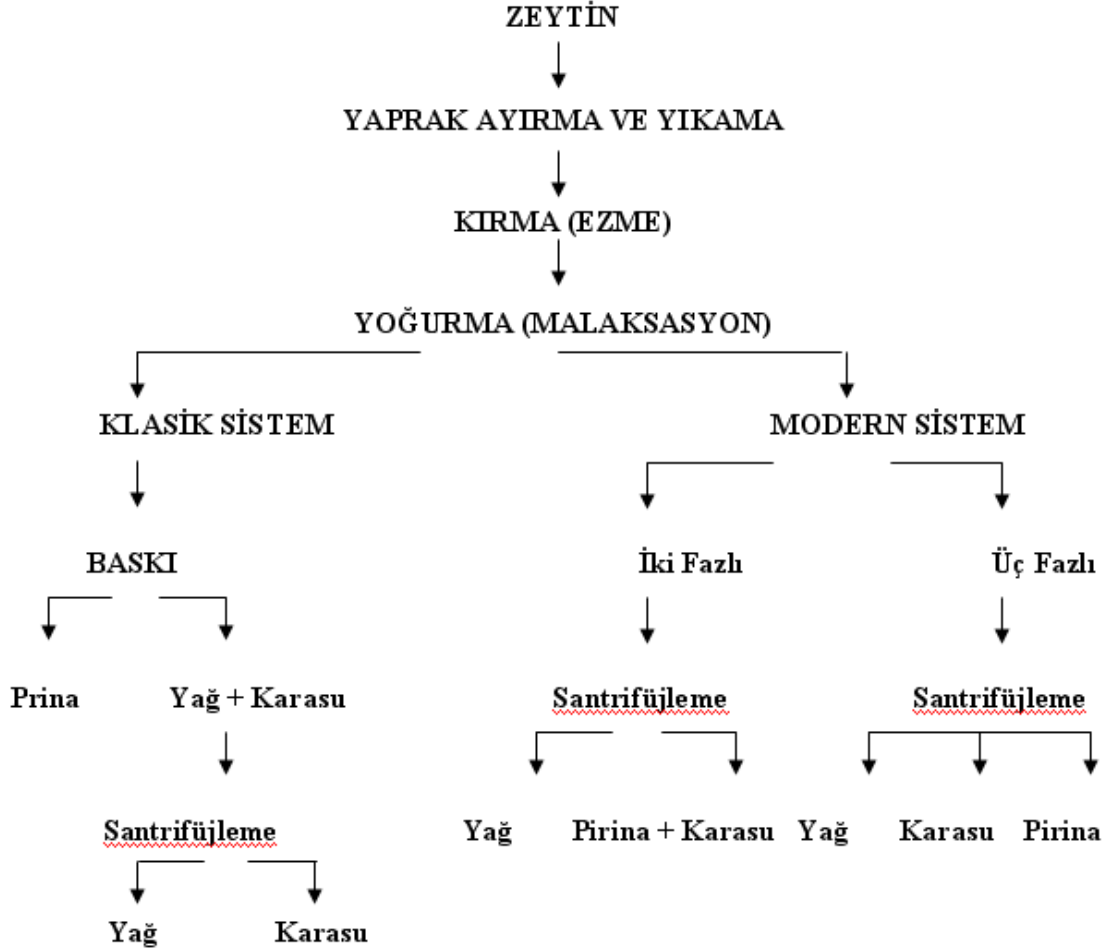 ZEYTİN
YAPRAK AYIRMA VE YIKAMA
KIRMA (EZME)
YOĞURMA (MALAKSASYON)
KLASİK SİSTEM MODERN SİSTEM
BASKI İki Fazlı Üç Fazlı
Prina Yağ + Karasu Santrifüjleme Santrifüjleme
Santrifüjleme Yağ Pirina + Karasu Yağ Karasu Pirina
Yağ Karasu